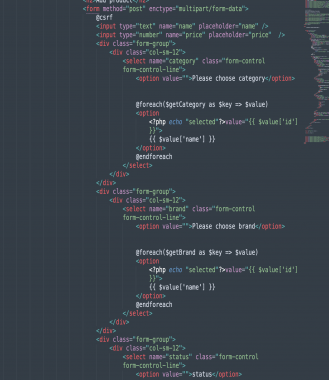 <h2>Add product</h2>
<form method="post" enctype="multipart/form-data">
@csrf
<input type="text" name="name" placeholder="name" />
<input type="number" name="price" placeholder="price" />
<div class="form-group">
<div class="col-sm-12">
<select name="category" class="form-control
form-control-line">
<option value="">Please choose category</option>
@foreach($getCategory as $key => $value)
<option
<?php echo "selected"?>value="{{ $value['id']
}}">
{{ $value['name'] }}
</option>
@endforeach
</select>
</div>
</div>
<div class="form-group">
<div class="col-sm-12">
<select name="brand" class="form-control
form-control-line">
<option value="">Please choose brand</option>
@foreach($getBrand as $key => $value)
<option
<?php echo "selected"?>value="{{ $value['id']
}}">
{{ $value['name'] }}
</option>
@endforeach
</select>
</div>
</div>
<div class="form-group">
<div class="col-sm-12">
<select name="status" class="form-control
form-control-line">
<option value="">status</option>